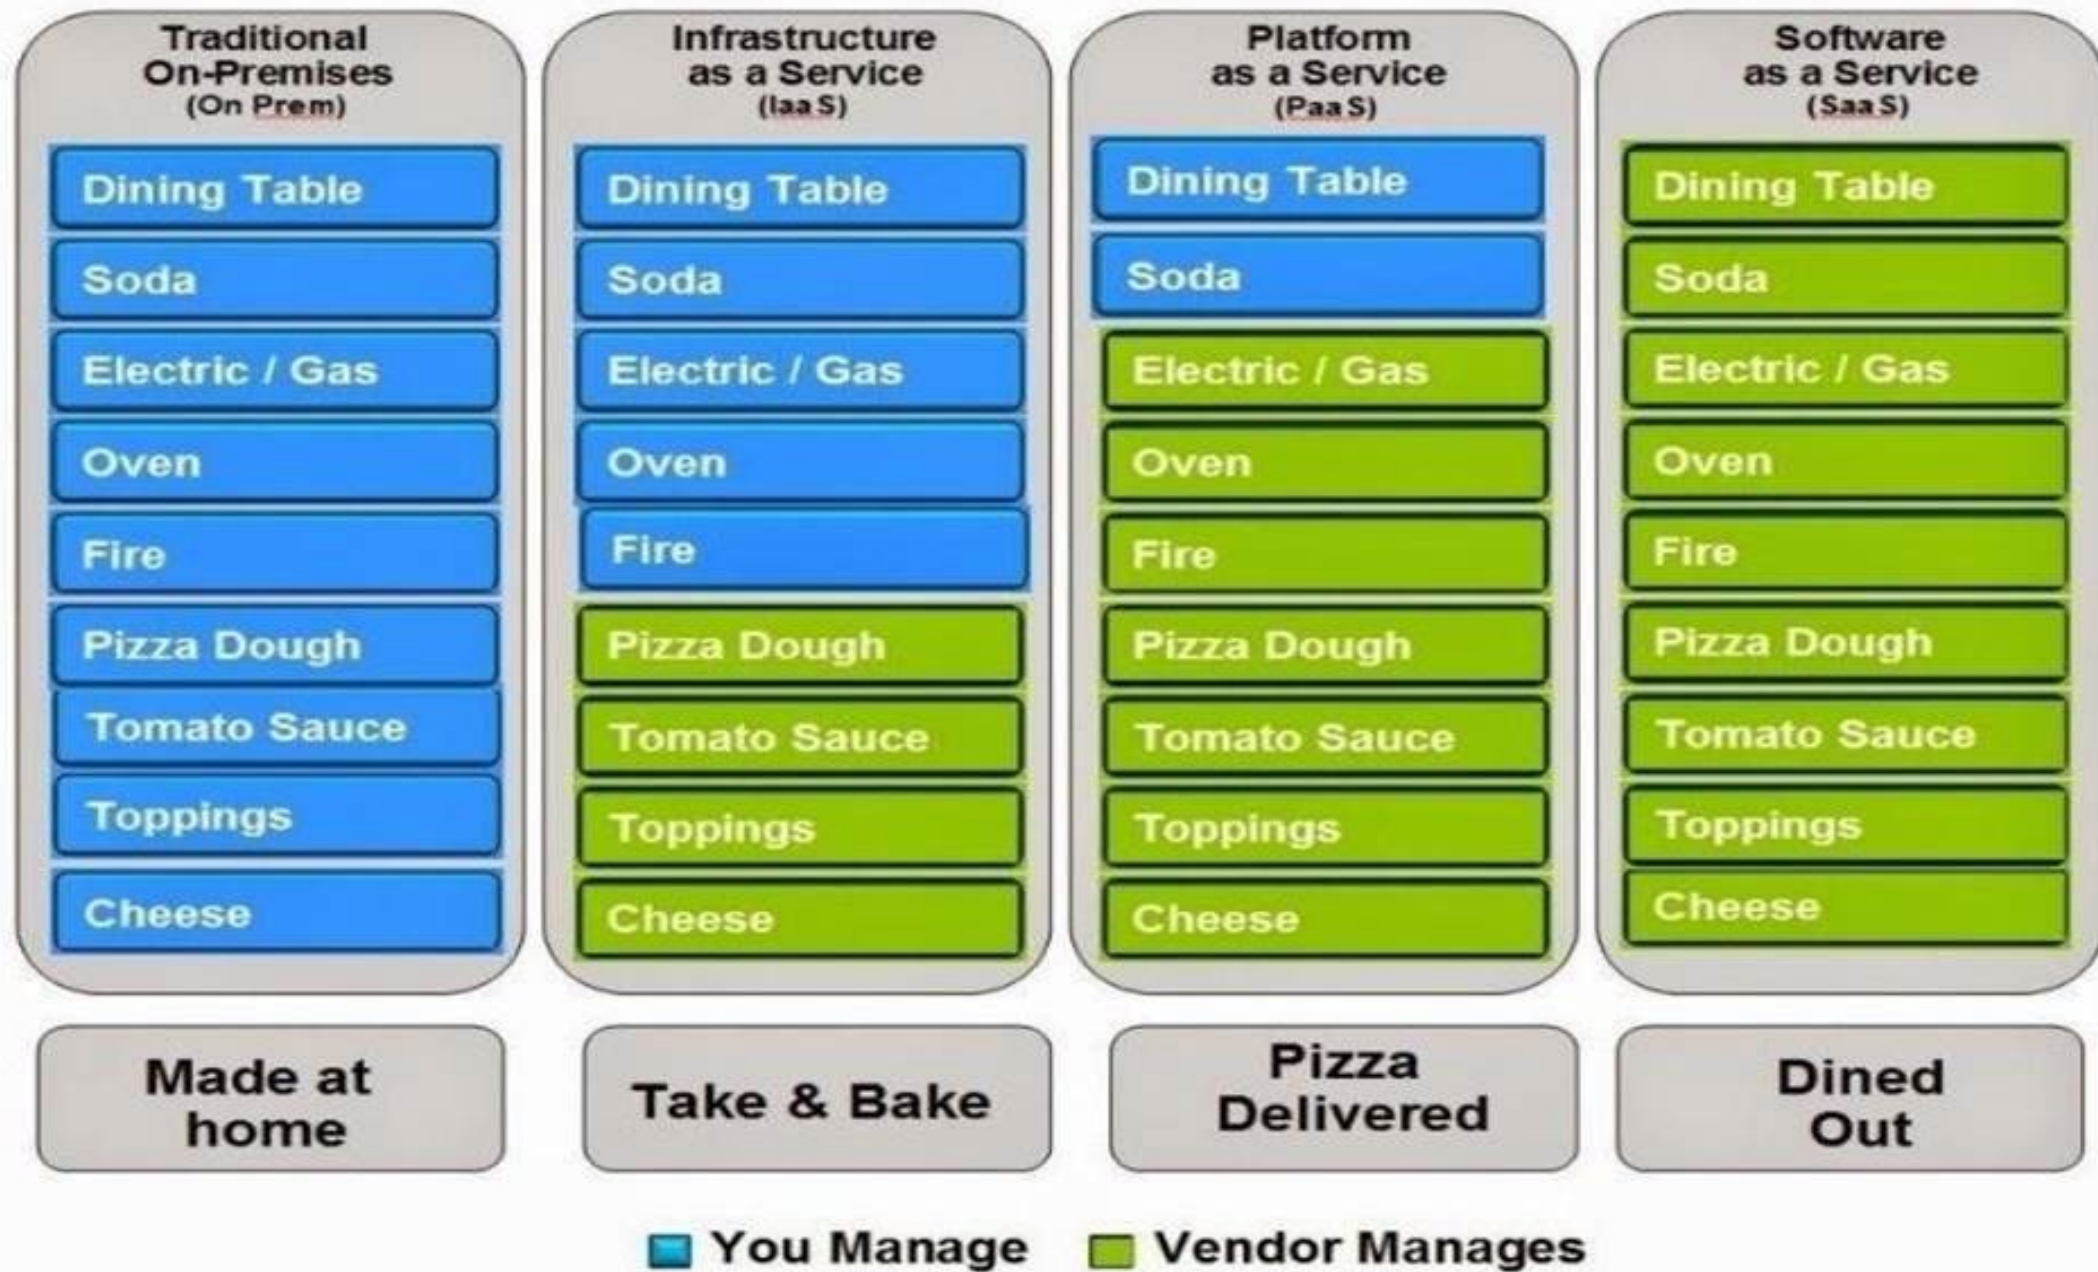 Traditional
On-Premises
(On Prem)
Dining Table
Soda
Electric / Gas
Oven
Fire
Pizza Dough
Tomato Sauce
Toppings
Cheese
Made at
home
Infrastructure
as a Service
(IaaS)
Dining Table
Soda
Electric / Gas
Oven
Fire
Pizza Dough
Tomato Sauce
Toppings
Cheese
Take & Bake
Platform
as a Service
(PaaS)
Dining Table
Soda
Electric / Gas
Oven
Fire
Pizza Dough
Tomato Sauce
Toppings
Cheese
Pizza
Delivered
Software
as a Service
(SaaS)
Dining Table
Soda
Electric / Gas
Oven
Fire
Pizza Dough
Tomato Sauce
Toppings
Cheese
Dined
Out
You Manage
Vendor Manages